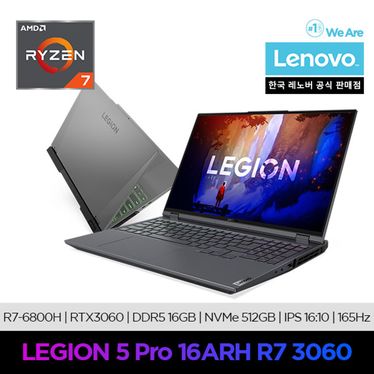 AMD
RYZEN
7
#1 We Are
Lenovo
한국 레노버 공식 판매점
LEGION
LEGION
R7-6800H | RTX3060 | DDR5 16GB | NVMe 512GB | IPS 16:10 | 165Hz
LEGION 5 Pro 16ARH R7 3060